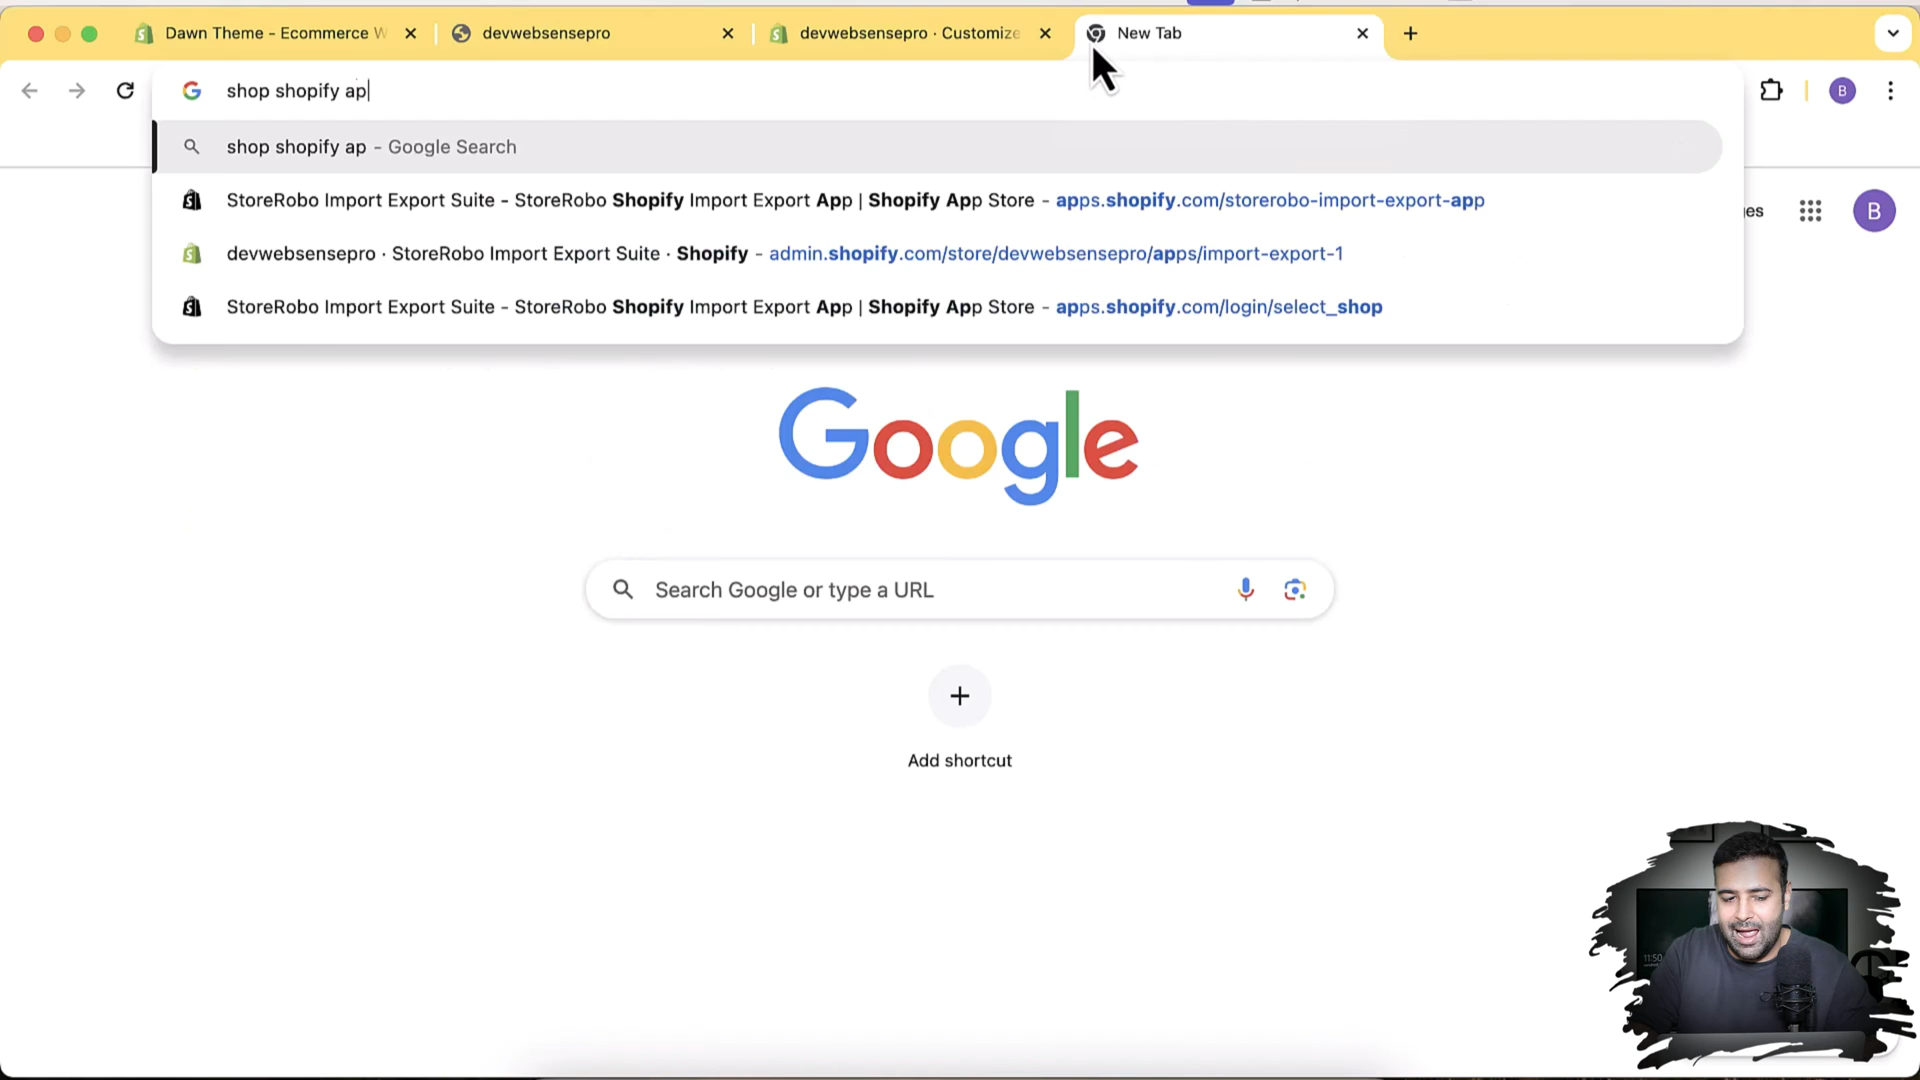 Dawn Theme - Ecommerce W
devwebsensepro
devwebsensepro · Customize
New Tab
shop shopify ap
B
shop shopify ap - Google Search
StoreRobo Import Export Suite - StoreRobo Shopify Import Export App | Shopify App Store - apps.shopify.com/storerobo-import-export-app
es
B
devwebsensepro · StoreRobo Import Export Suite · Shopify - admin.shopify.com/store/devwebsensepro/apps/import-export-1
StoreRobo Import Export Suite - StoreRobo Shopify Import Export App | Shopify App Store - apps.shopify.com/login/select_shop
Google
Search Google or type a URL
Add shortcut
11:50